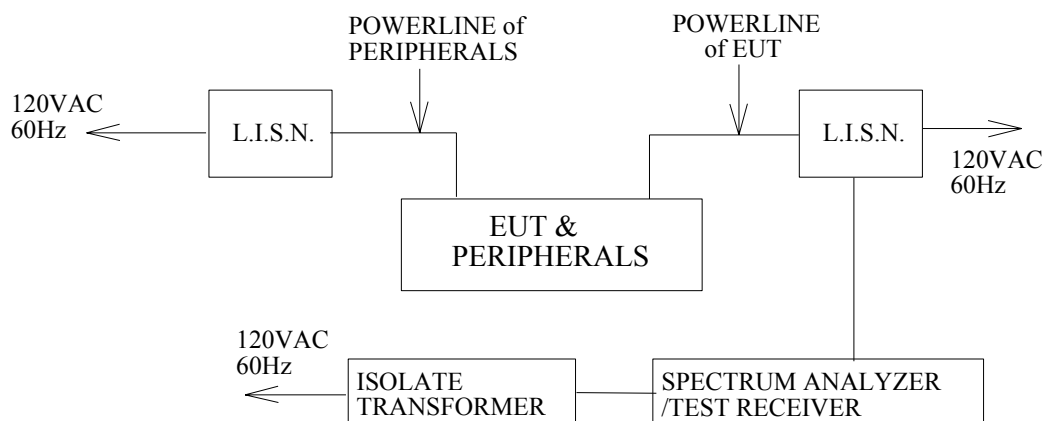 POWERLINE of
PERIPHERALS
POWERLINE
of EUT
120VAC
60Hz
L.I.S.N.
L.I.S.N.
120VAC
60Hz
EUT &
PERIPHERALS
120VAC
60Hz
ISOLATE
TRANSFORMER
SPECTRUM ANALYZER
/TEST RECEIVER